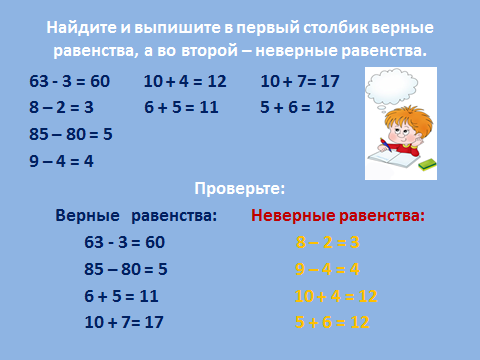 Найдите и выпишите в первый столбик верные
равенства, а во второй – неверные равенства.
63 - 3 = 60 10 + 4 = 12 10 + 7= 17
8 – 2 = 3 6 + 5 = 11 5 + 6 = 12
85 – 80 = 5
9 – 4 = 4
Проверьте:
Верные равенства: Неверные равенства:
63 - 3 = 60 8 – 2 = 3
85 – 80 = 5 9 – 4 = 4
6 + 5 = 11 10 + 4 = 12
10 + 7= 17 5 + 6 = 12